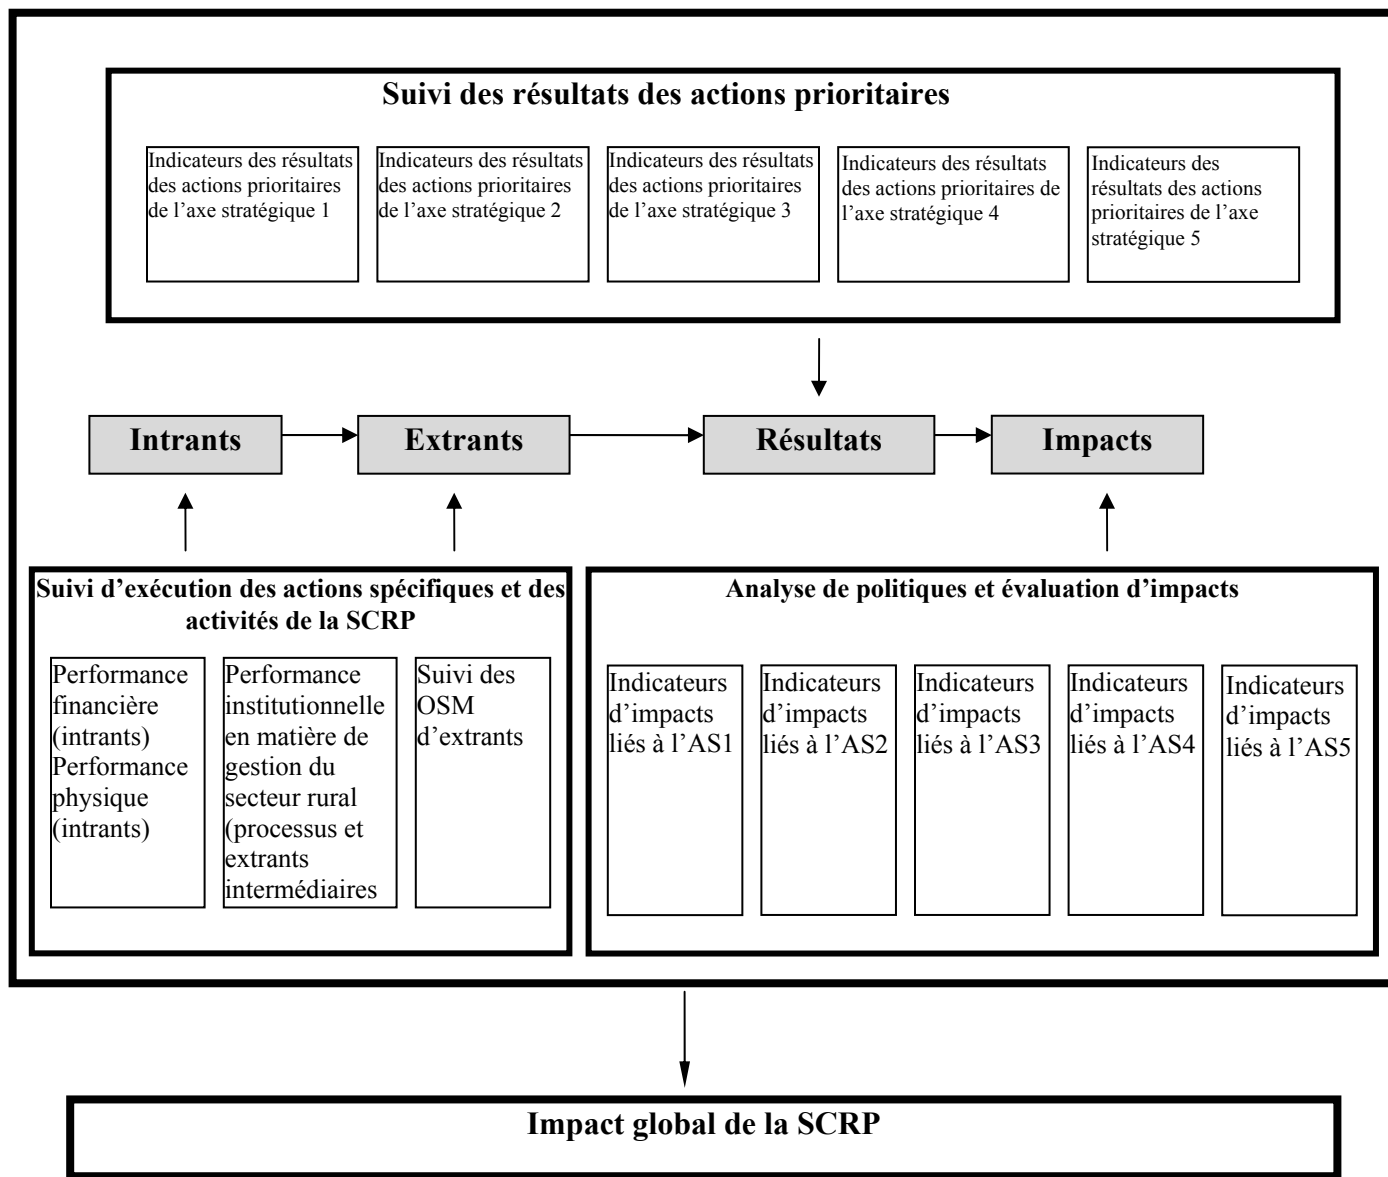 Suivi des résultats des actions prioritaires
Indicateurs des résultats
des actions prioritaires
de l’axe stratégique 1
Indicateurs des résultats
des actions prioritaires
de l’axe stratégique 2
Indicateurs des résultats
des actions prioritaires
de l’axe stratégique 3
Indicateurs des résultats
des actions prioritaires de
l’axe stratégique 4
Indicateurs des
résultats des actions
prioritaires de l’axe
stratégique 5
Intrants
Extrants
Résultats
Impacts
Suivi d’exécution des actions spécifiques et des
activités de la SCRP
Performance
financière
(intrants)
Performance
physique
(intrants)
Performance
institutionnelle
en matière de
gestion du
secteur rural
(processus et
extrants
intermédiaires
Suivi des
OSM
d’extrants
Analyse de politiques et évaluation d’impacts
Indicateurs
d’impacts
liés à l’AS1
Indicateurs
d’impacts
liés à l’AS2
Indicateurs
d’impacts
liés à l’AS3
Indicateurs
d’impacts
liés à l’AS4
Indicateurs
d’impacts
liés à l’AS5
Impact global de la SCRP